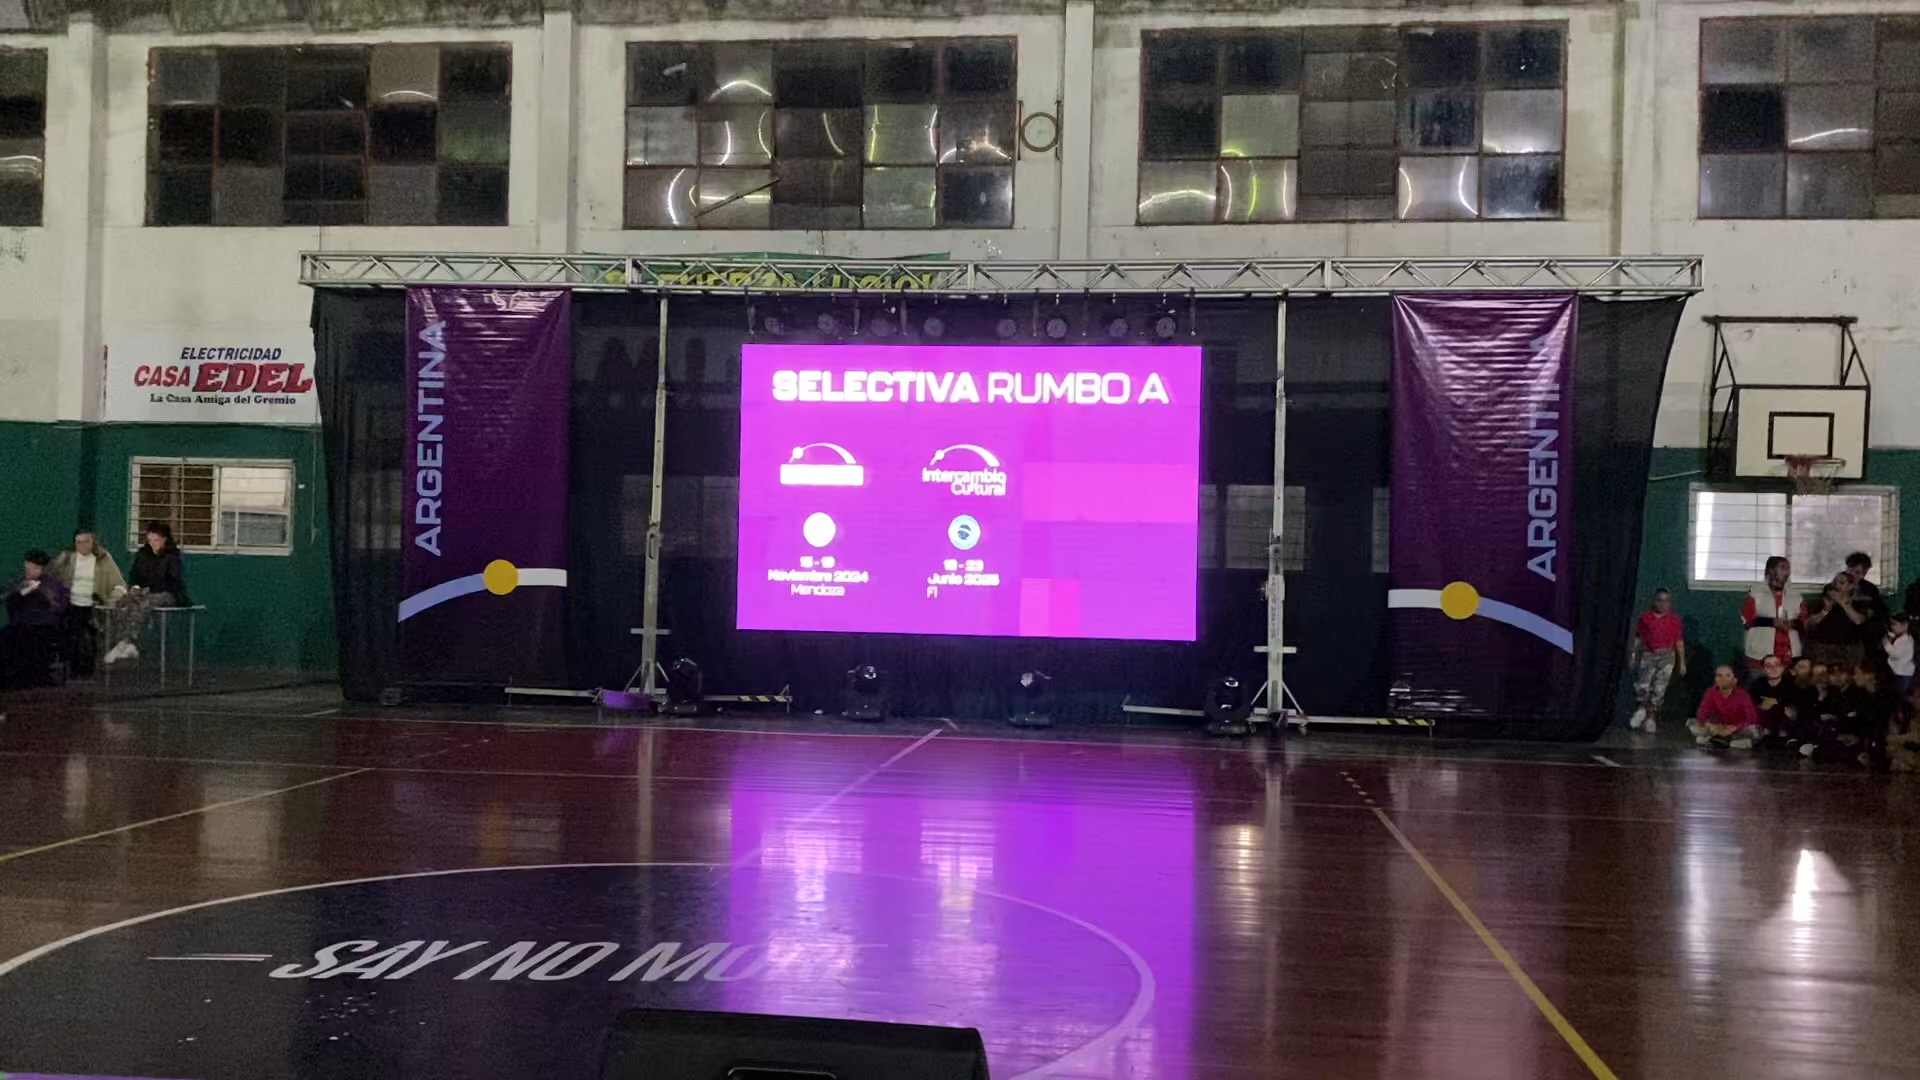 ELECTRICIDAD
CASA EDEL
La Casa Amiga del Gremio
ARGENTINA
SELECTIVA RUMBO A
Intercambio
Cultural
Noviembre 2024
Mendoza
Junio 2025
ARGENTINA
SAY NO MO